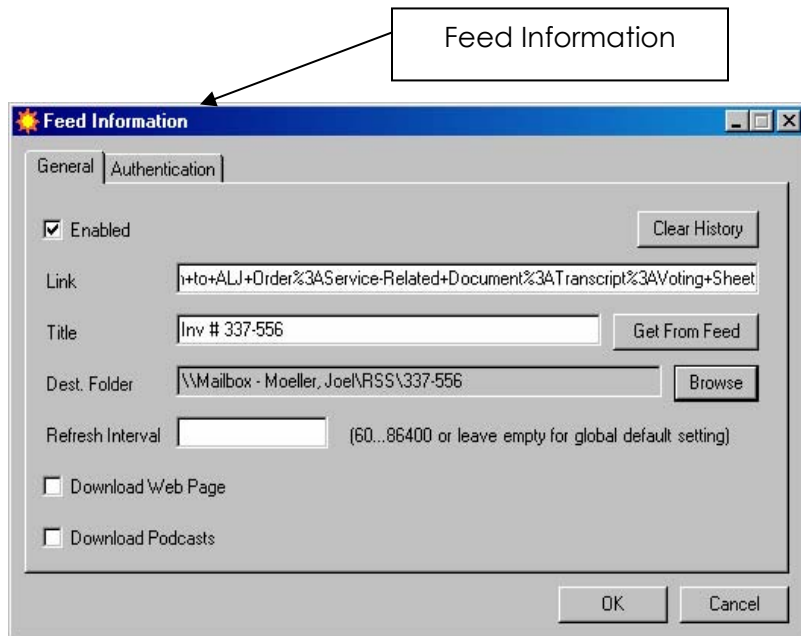 Feed Information
Feed Information
General Authentication
Enabled Clear History
Link n+to+ALJ+Order%3AService-Related+Document%3ATranscript%3AVoting+Sheet
Title Inv # 337-556 Get From Feed
Dest. Folder \\Mailbox - Moeller, Joel\RSS\337-556 Browse
Refresh Interval (60...86400 or leave empty for global default setting)
Download Web Page
Download Podcasts
OK Cancel